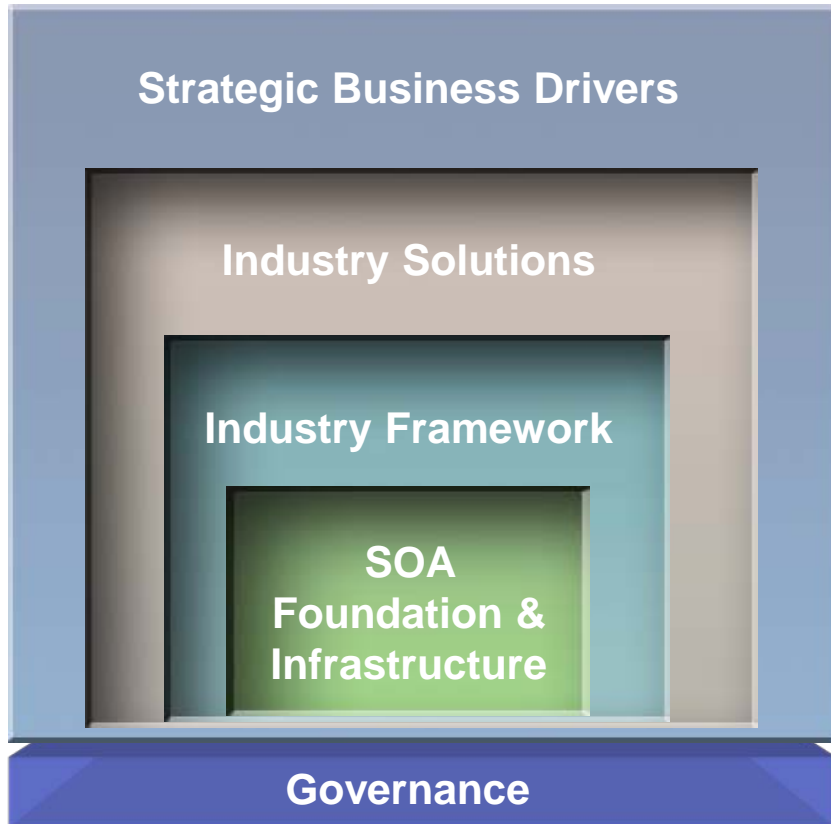 Strategic Business Drivers
Industry Solutions
Industry Framework
SOA
Foundation &
Infrastructure
Governance